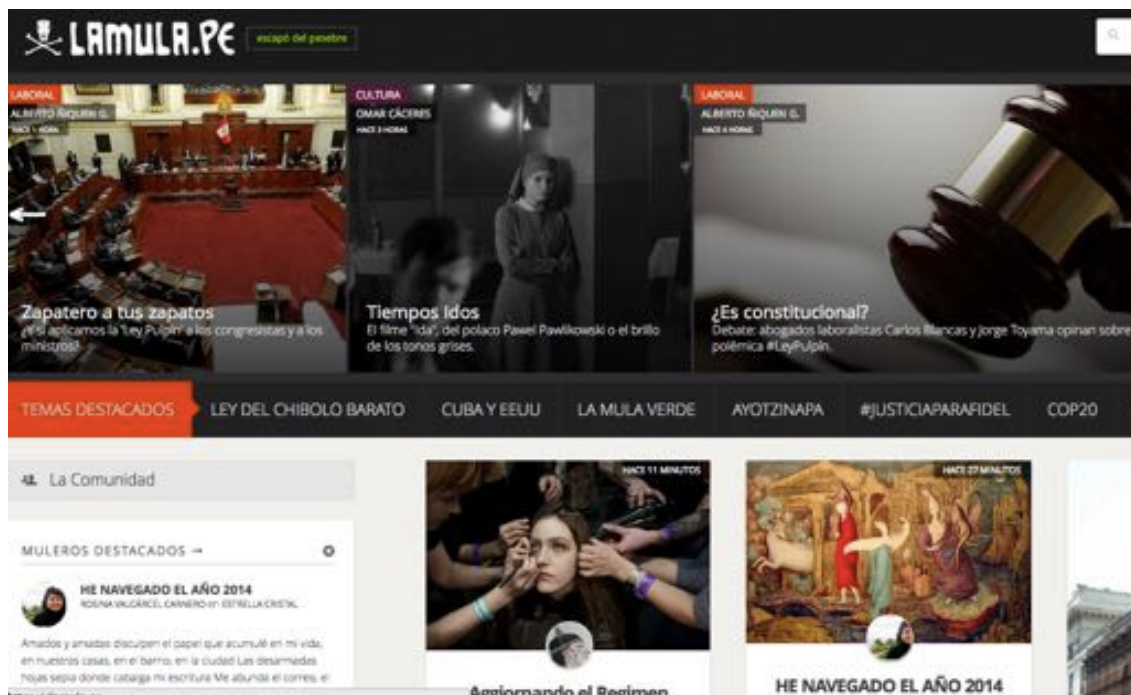 LAMULA.PE
escapó del pesebre
LABORAL
ALBERTO ÑIQUEN G.
HACE 1 HORA
Zapatero a tus zapatos
¿Y si aplicamos la 'Ley Pulpín' a los congresistas y a los
ministros?
CULTURA
OMAR CÁCERES
HACE 3 HORAS
Tiempos Idos
El filme "Ida", del polaco Pawel Pawlikowski o el brillo
de los tonos grises.
LABORAL
ALBERTO ÑIQUEN G.
HACE 4 HORAS
¿Es constitucional?
Debate: abogados laboralistas Carlos Blancas y Jorge Toyama opinan sobre
polémica #LeyPulpín.
TEMAS DESTACADOS
LEY DEL CHIBOLO BARATO
CUBA Y EEUU
LA MULA VERDE
AYOTZINAPA
#JUSTICIAPARAFIDEL
COP20
La Comunidad
MULEROS DESTACADOS →
HE NAVEGADO EL AÑO 2014
ROSINA VALCÁRCEL CARNERO en ESTRELLA CRISTAL
Amados y amadas disculpen el papel que acumulé en mi vida,
en nuestras casas, en el barrio, en la ciudad Las desarmadas
hojas sepia donde cabalga mi escritura Me abunda el correo, el
HACE 11 MINUTOS
Aggiornando el Regimen
HACE 27 MINUTOS
HE NAVEGADO EL AÑO 2014